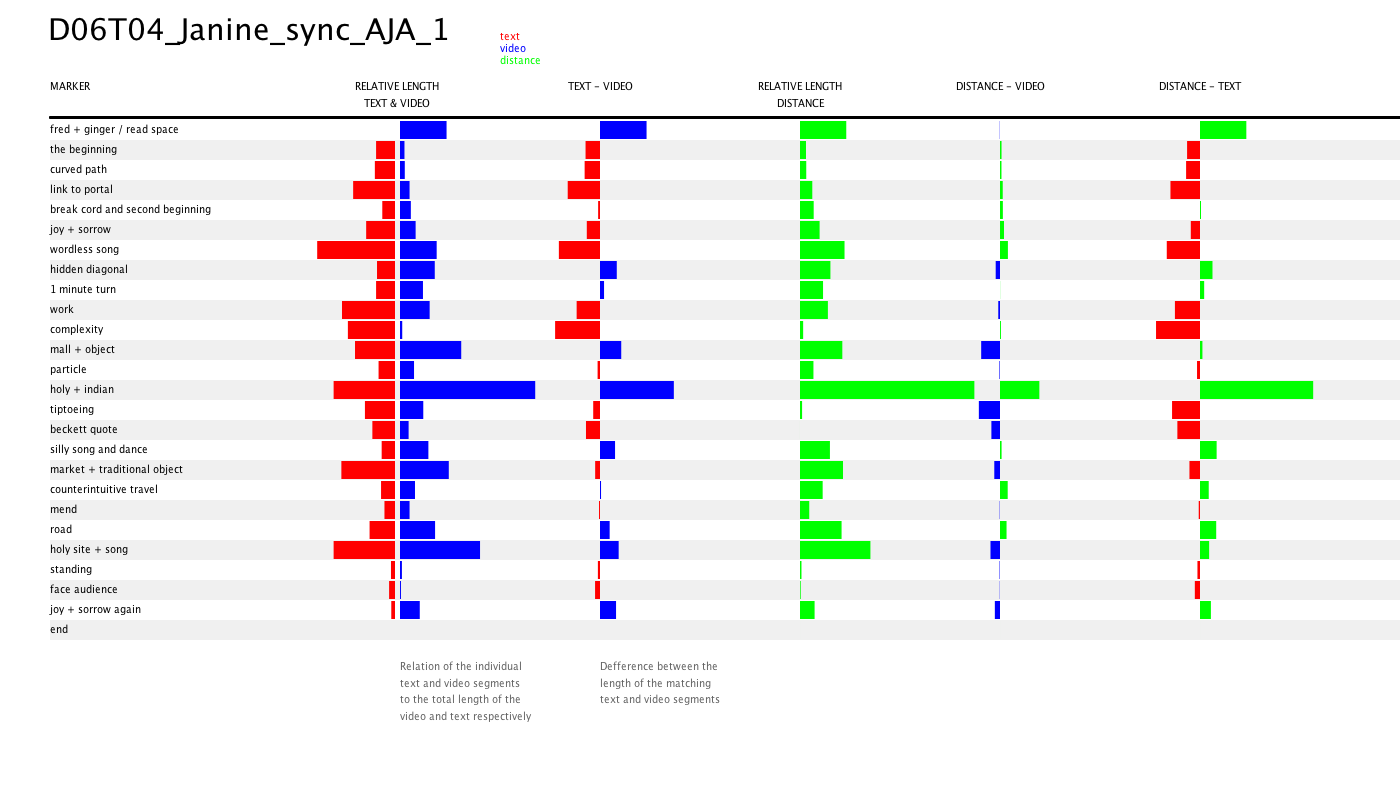 D06T04_Janine_sync_AJA_1
text
video
distance
MARKER
RELATIVE LENGTH
TEXT & VIDEO
TEXT – VIDEO
RELATIVE LENGTH
DISTANCE
DISTANCE – VIDEO
DISTANCE – TEXT
fred + ginger / read space
the beginning
curved path
link to portal
break cord and second beginning
joy + sorrow
wordless song
hidden diagonal
1 minute turn
work
complexity
mall + object
particle
holy + indian
tiptoeing
beckett quote
silly song and dance
market + traditional object
counterintuitive travel
mend
road
holy site + song
standing
face audience
joy + sorrow again
end
Relation of the individual
text and video segments
to the total length of the
video and text respectively
Difference between the
length of the matching
text and video segments